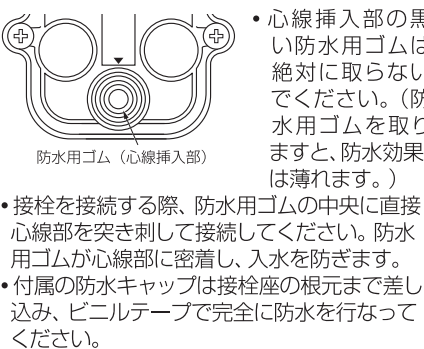 •心線挿入部の黒
い防水用ゴムは
絶対に取らない
でください。(防
水用ゴムを取り
ますと、防水効果
は薄れます。)
防水用ゴム(心線挿入部)
•接栓を接続する際、防水用ゴムの中央に直接
心線部を突き刺して接続してください。防水
用ゴムが心線部に密着し、入水を防ぎます。
•付属の防水キャップは接栓座の根元まで差し
込み、ビニルテープで完全に防水を行なって
ください。